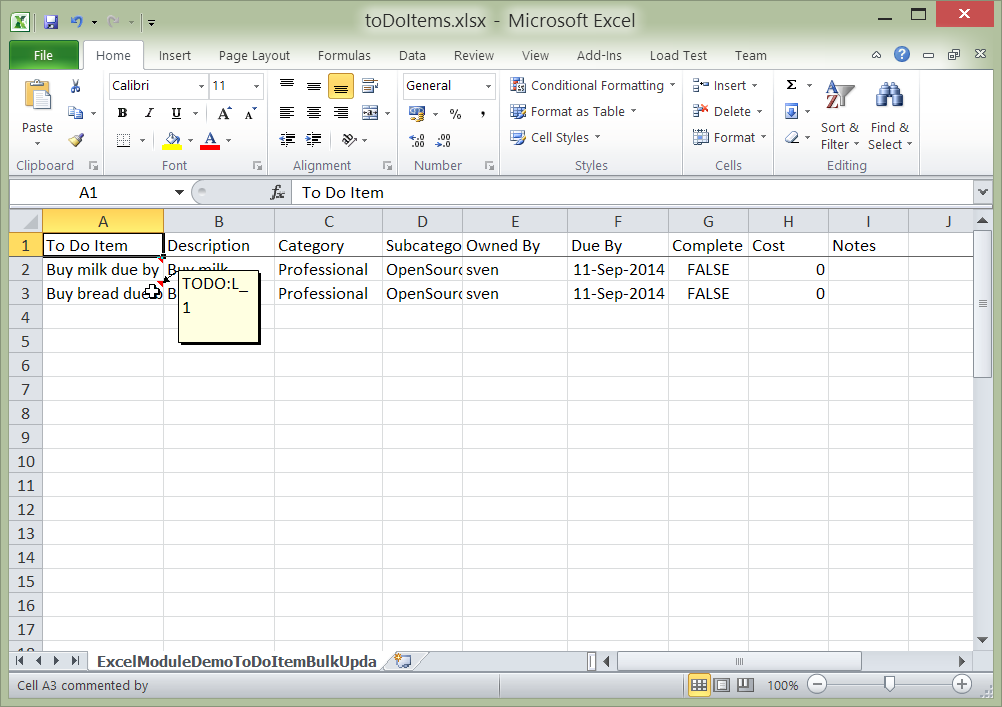 toDoItems.xlsx - Microsoft Excel
File Home Insert Page Layout Formulas Data Review View Add-Ins Load Test Team
Calibri 11 General Conditional Formatting Insert
B I U A A % , Format as Table Delete
Paste A Cell Styles Format Sort & Filter Find & Select
Clipboard Font Alignment Number Styles Cells Editing
A1 fx To Do Item
A B C D E F G H I J
1 To Do Item Description Category Subcatego Owned By Due By Complete Cost Notes
2 Buy milk due by Buy milk Professional OpenSourc sven 11-Sep-2014 FALSE 0
3 Buy bread due b B Professional OpenSourc sven 11-Sep-2014 FALSE 0
TODO:L_
1
4
5
6
7
8
9
10
11
12
13
14
15
16
17
ExcelModuleDemoToDoItemBulkUpda
Cell A3 commented by 100%